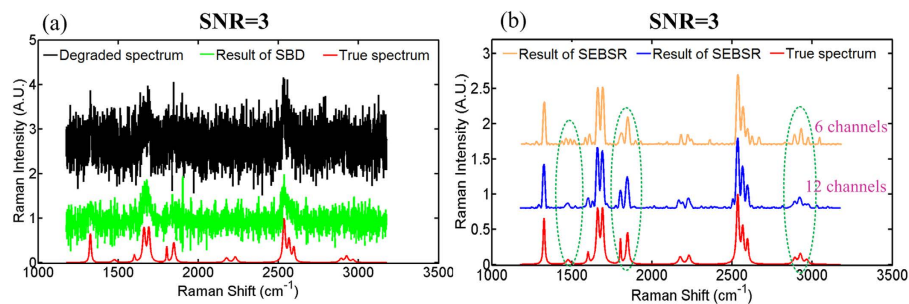 (a)
SNR=3
Degraded spectrum Result of SBD True spectrum
Raman Intensity (A.U.)
5
4
3
2
1
0
1000 1500 2000 2500 3000 3500
Raman Shift (cm⁻¹)
(b)
SNR=3
Result of SEBSR Result of SEBSR True spectrum
Raman Intensity (A.U.)
3
2.5
2
1.5
1
0.5
0
6 channels
12 channels
1000 1500 2000 2500 3000 3500
Raman Shift (cm⁻¹)